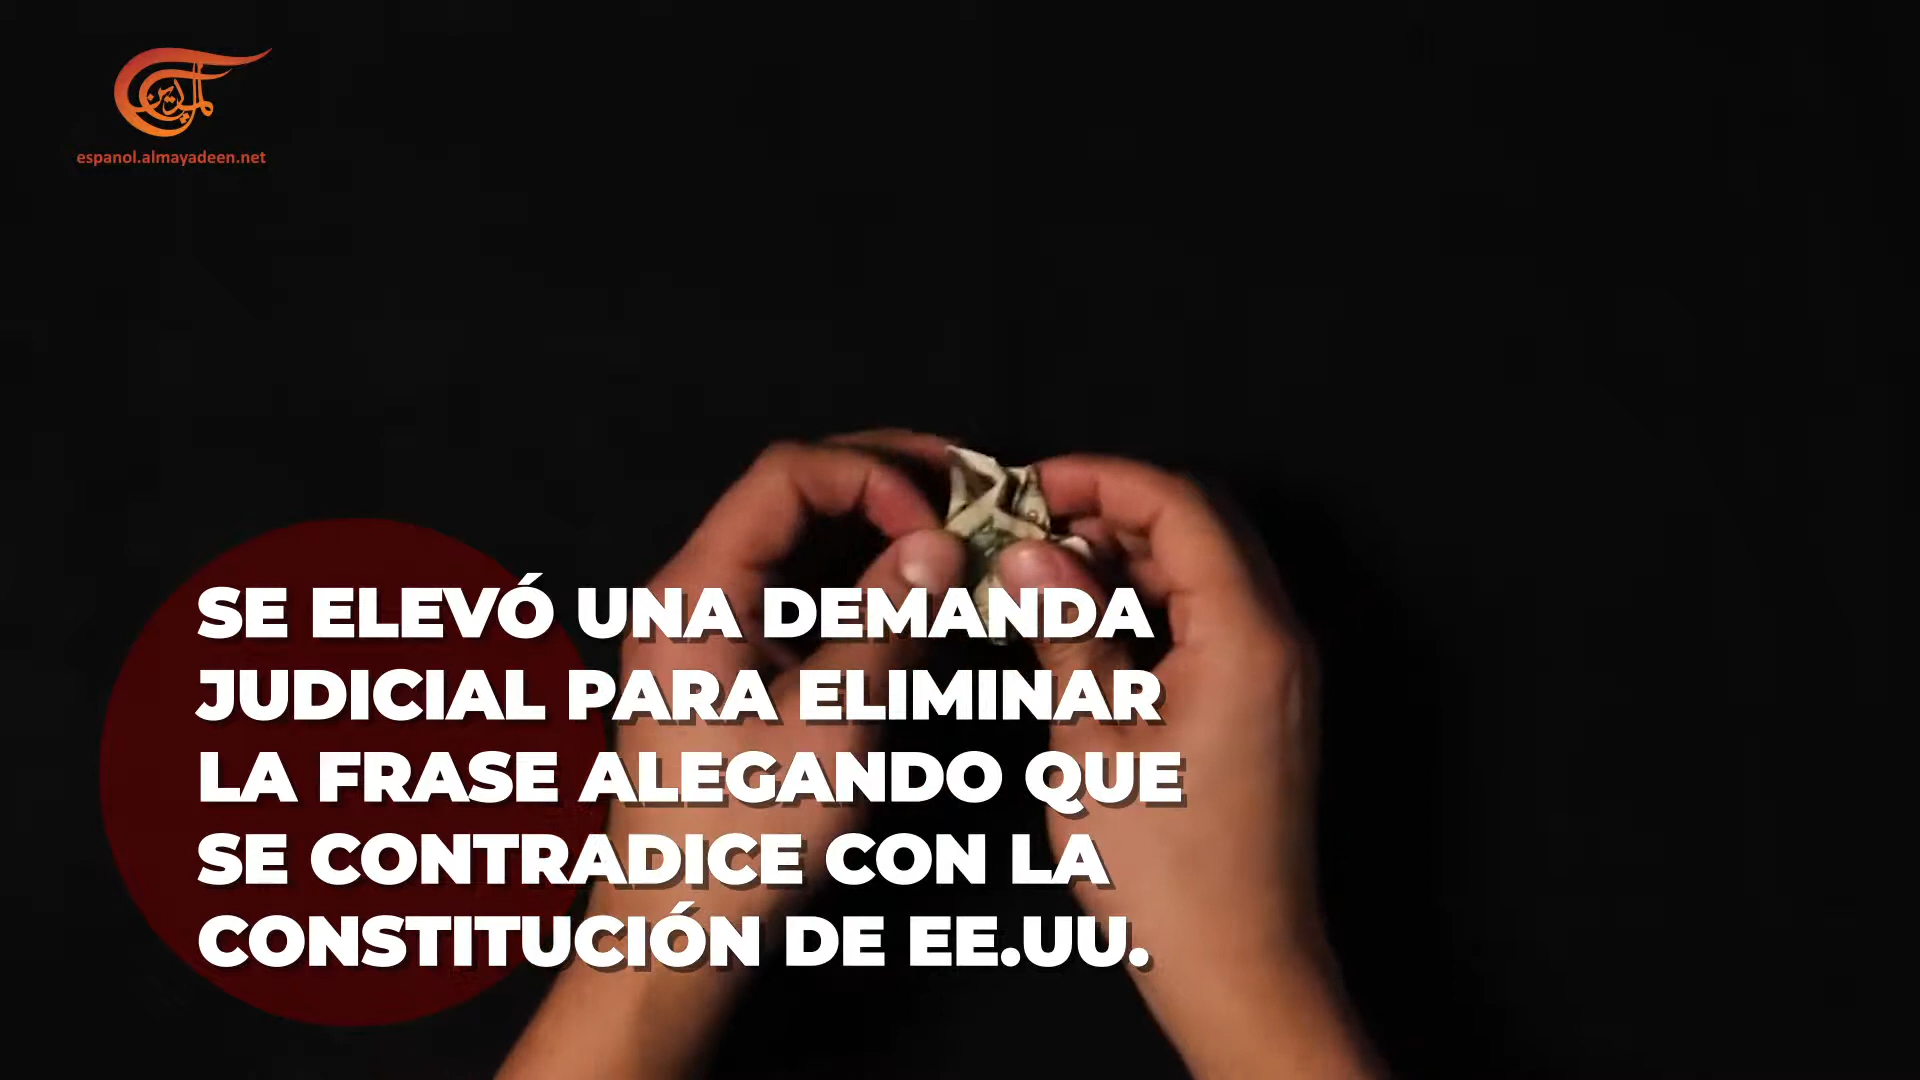 المیادین
espanol.almayadeen.net
SE ELEVÓ UNA DEMANDA
JUDICIAL PARA ELIMINAR
LA FRASE ALEGANDO QUE
SE CONTRADICE CON LA
CONSTITUCIÓN DE EE.UU.